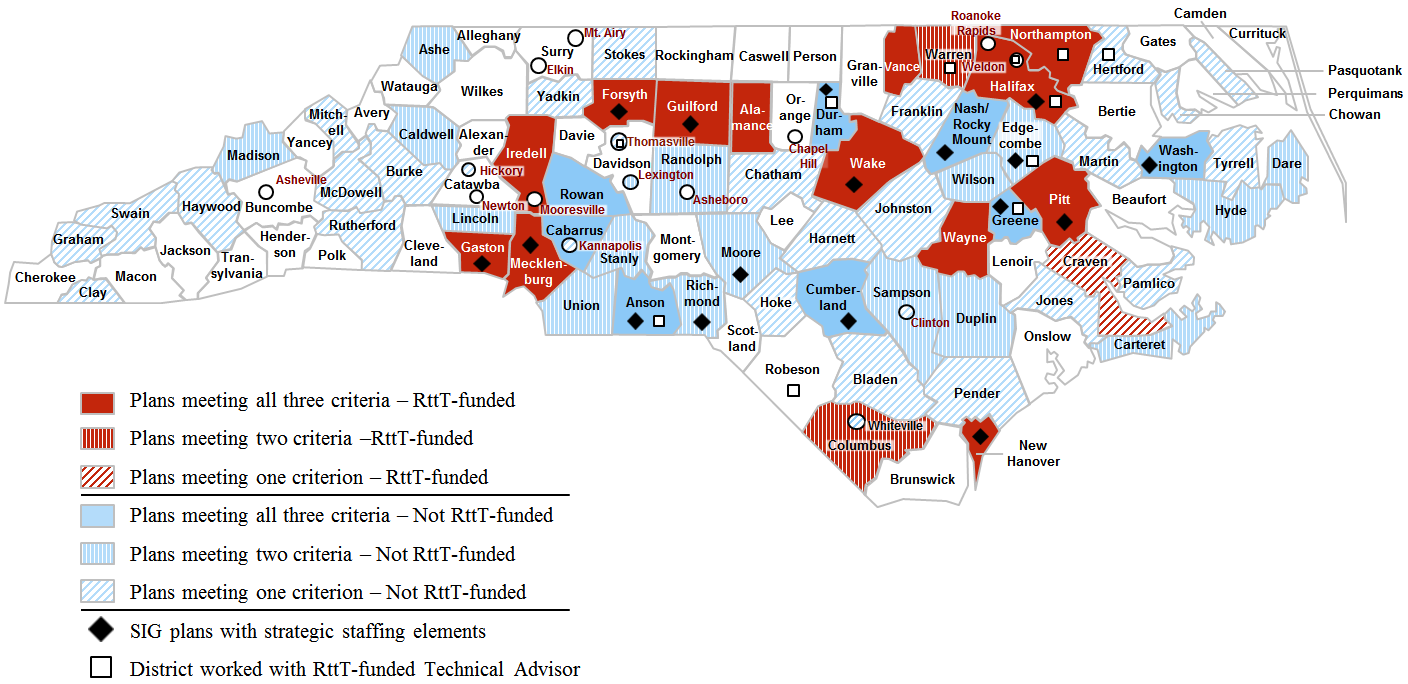 Roanoke
Rapids
Camden
Mt. Airy
Alleghany
Ashe
Surry
Elkin
Stokes
Rockingham
Caswell
Person
Gran-
ville
Vance
Warren
Weldon
Northampton
Halifax
Hertford
Gates
Currituck
Pasquotank
Perquimans
Chowan
Watauga
Wilkes
Yadkin
Forsyth
Guilford
Ala-
mance
Or-
ange
Dur-
ham
Chapel
Hill
Franklin
Nash/
Rocky
Mount
Edge-
combe
Bertie
Mitch-
ell
Avery
Yancey
Madison
Caldwell
Alexan-
der
Iredell
Davie
Thomasville
Davidson
Lexington
Randolph
Asheboro
Chatham
Wake
Wilson
Martin
Wash-
ington
Tyrrell
Dare
Hyde
Burke
Hickory
Catawba
Newton
Mooresville
Rowan
McDowell
Asheville
Buncombe
Haywood
Swain
Graham
Cherokee
Clay
Macon
Jackson
Tran-
sylvania
Hender-
son
Polk
Rutherford
Cleve-
land
Lincoln
Gaston
Mecklen-
burg
Cabarrus
Kannapolis
Stanly
Mont-
gomery
Moore
Lee
Harnett
Johnston
Wayne
Greene
Pitt
Beaufort
Lenoir
Craven
Pamlico
Jones
Carteret
Onslow
Union
Anson
Rich-
mond
Scot-
land
Hoke
Cumber-
land
Sampson
Clinton
Duplin
Robeson
Bladen
Pender
Whiteville
Columbus
Brunswick
New
Hanover
Plans meeting all three criteria – RttT-funded
Plans meeting two criteria –RttT-funded
Plans meeting one criterion – RttT-funded
Plans meeting all three criteria – Not RttT-funded
Plans meeting two criteria – Not RttT-funded
Plans meeting one criterion – Not RttT-funded
SIG plans with strategic staffing elements
District worked with RttT-funded Technical Advisor